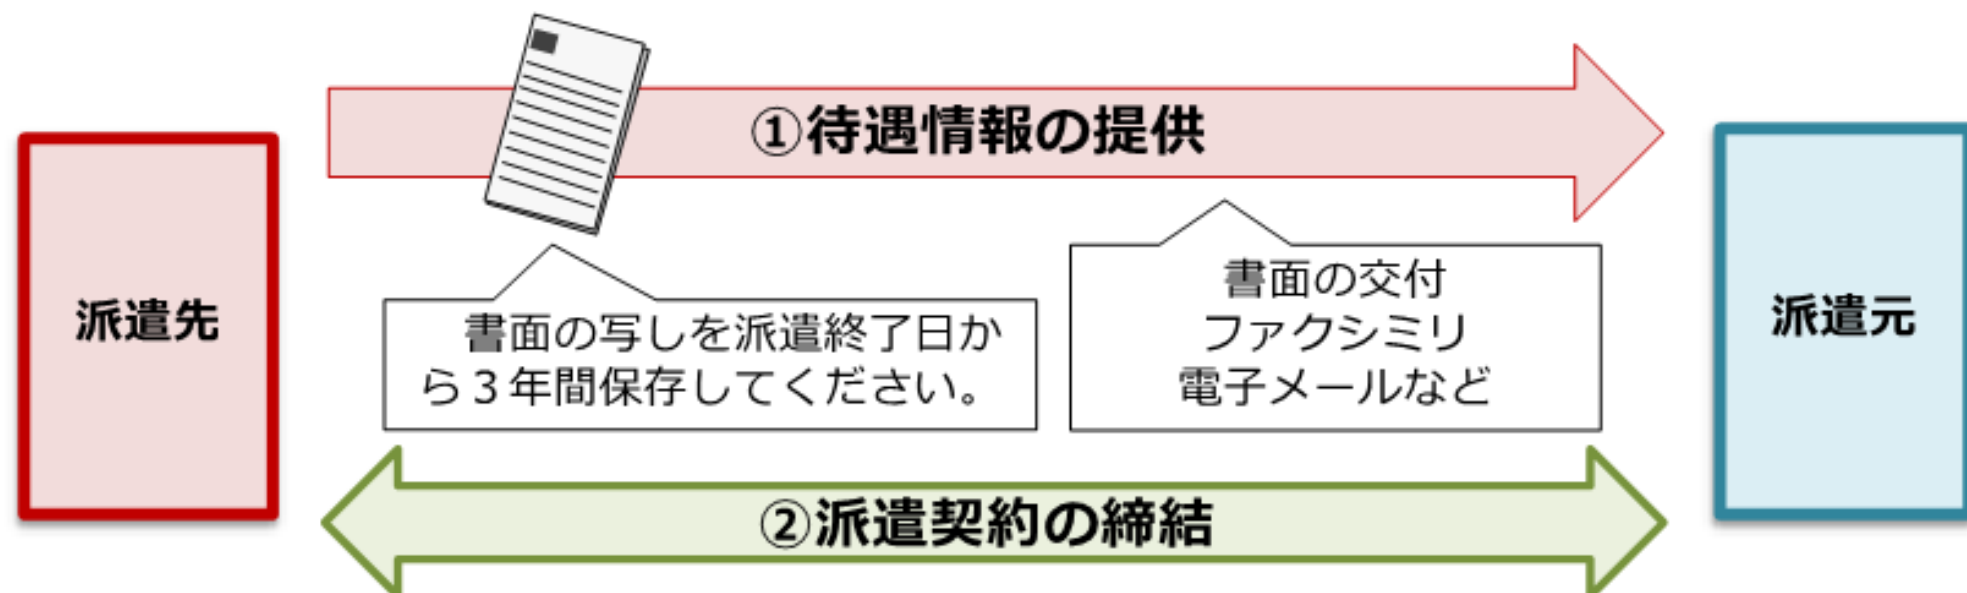 ①待遇情報の提供
派遣先
書面の写しを派遣終了日か
ら３年間保存してください。
書面の交付
ファクシミリ
電子メールなど
派遣元
②派遣契約の締結